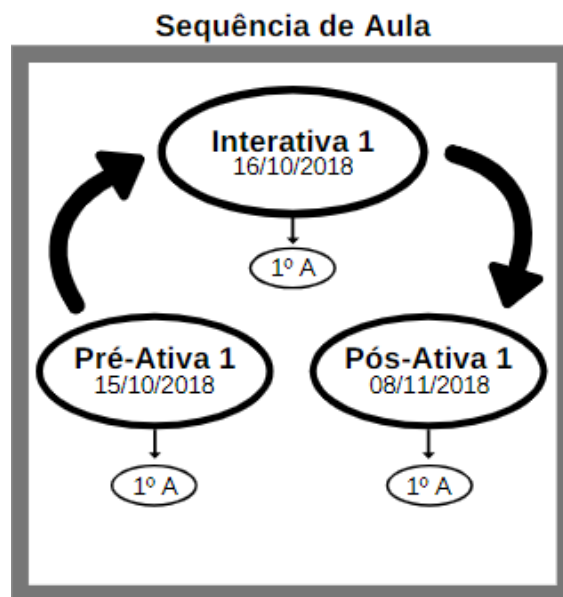 Sequência de Aula
Interativa 1
16/10/2018
1º A
Pré-Ativa 1
15/10/2018
1º A
Pós-Ativa 1
08/11/2018
1º A